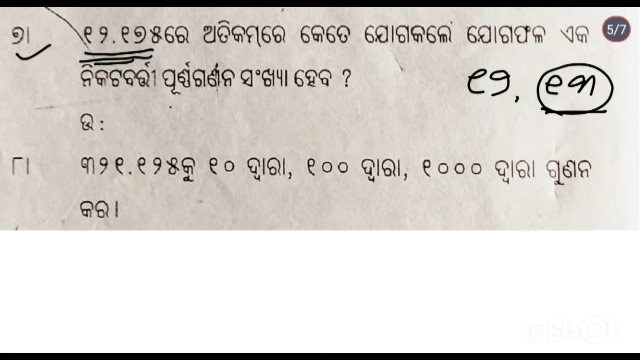 ୭। ୧୨.୧୭୫ରେ ଅତିକମ୍‌ରେ କେତେ ଯୋଗକଲେ ଯୋଗଫଳ ଏକ 5/7
ନିକଟବର୍ତ୍ତୀ ପୂର୍ଣ୍ଣଗଣନ ସଂଖ୍ୟା ହେବ ? ୧୨, ୧୩
ଉ :
୮। ୩୨୧.୧୨୫କୁ ୧୦ ଦ୍ୱାରା, ୧୦୦ ଦ୍ୱାରା, ୧୦୦୦ ଦ୍ୱାରା ଗୁଣନ
କର।
InShOt